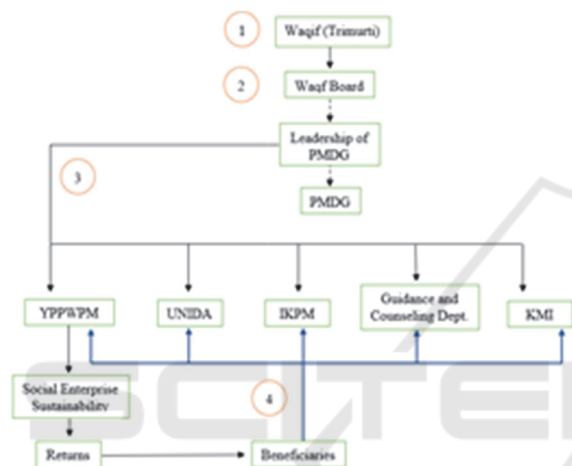 1
Waqif (Trimurti)
2
Waqf Board
Leadership of
PMDG
3
PMDG
YPPWPM
UNIDA
IKPM
Guidance and
Counseling Dept.
KMI
Social Enterprise
Sustainability
4
Returns
Beneficiaries